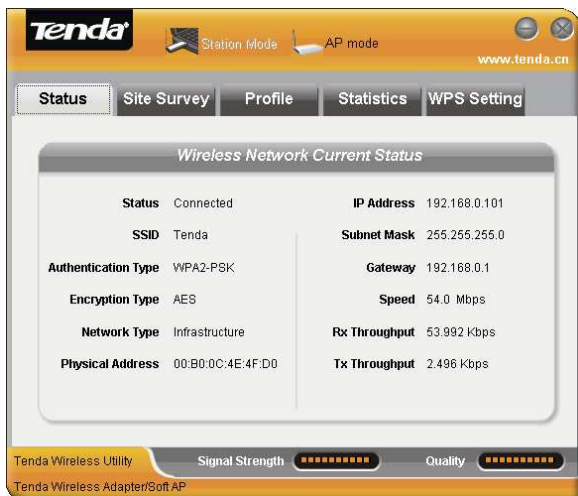 Tenda
Station Mode AP mode
www.tenda.cn
Status Site Survey Profile Statistics WPS Setting
Wireless Network Current Status
Status Connected IP Address 192.168.0.101
SSID Tenda Subnet Mask 255.255.255.0
Authentication Type WPA2-PSK Gateway 192.168.0.1
Encryption Type AES Speed 54.0 Mbps
Network Type Infrastructure Rx Throughput 53.992 Kbps
Physical Address 00:B0:0C:4E:4F:D0 Tx Throughput 2.496 Kbps
Tenda Wireless Utility Signal Strength Quality
Tenda Wireless Adapter/Soft AP